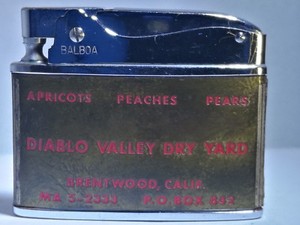 BALBOA
APRICOTS PEACHES PEARS
DIABLO VALLEY DRY YARD
BRENTWOOD, CALIF.
P.O. BOX